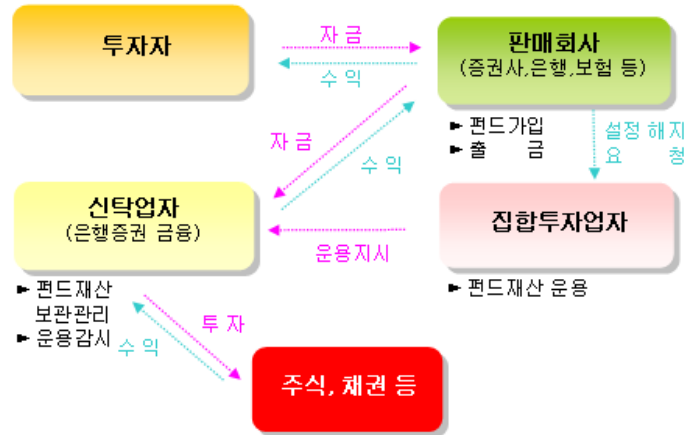 투자자
자 금
수 익
판매회사
(증권사,은행,보험 등)
► 펀드가입
► 출 금
설정 해지
요 청
자 금
수 익
신탁업자
(은행증권 금융)
운용지시
집합투자업자
► 펀드재산
보관관리
► 운용감시
► 펀드재산 운용
투 자
수 익
주식, 채권 등